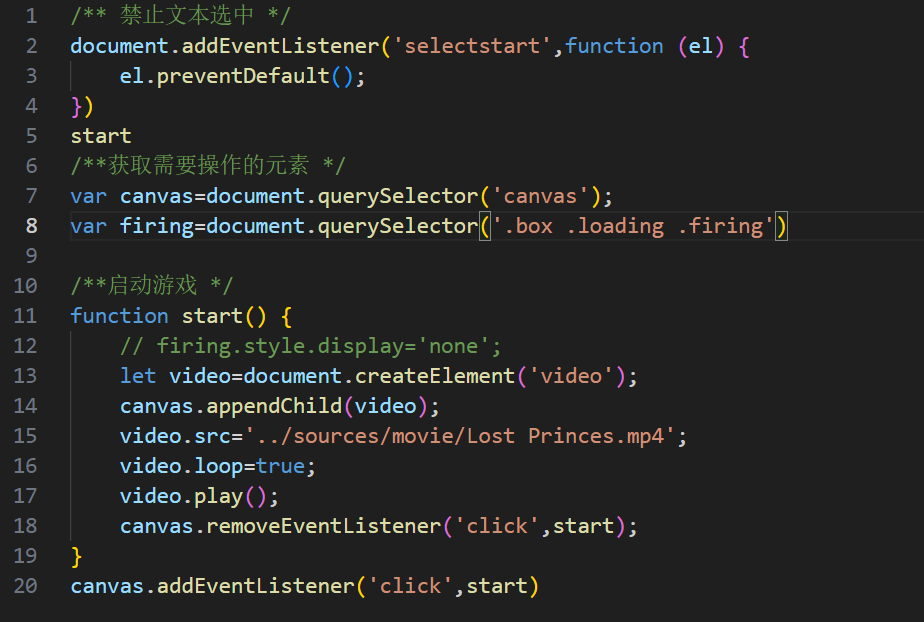 1 /** 禁止文本选中 */
2 document.addEventListener('selectstart',function (el) {
3     el.preventDefault();
4 })
5 start
6 /**获取需要操作的元素 */
7 var canvas=document.querySelector('canvas');
8 var firing=document.querySelector('.box .loading .firing')
9
10 /**启动游戏 */
11 function start() {
12     // firing.style.display='none';
13     let video=document.createElement('video');
14     canvas.appendChild(video);
15     video.src='../sources/movie/Lost Princes.mp4';
16     video.loop=true;
17     video.play();
18     canvas.removeEventListener('click',start);
19 }
20 canvas.addEventListener('click',start)